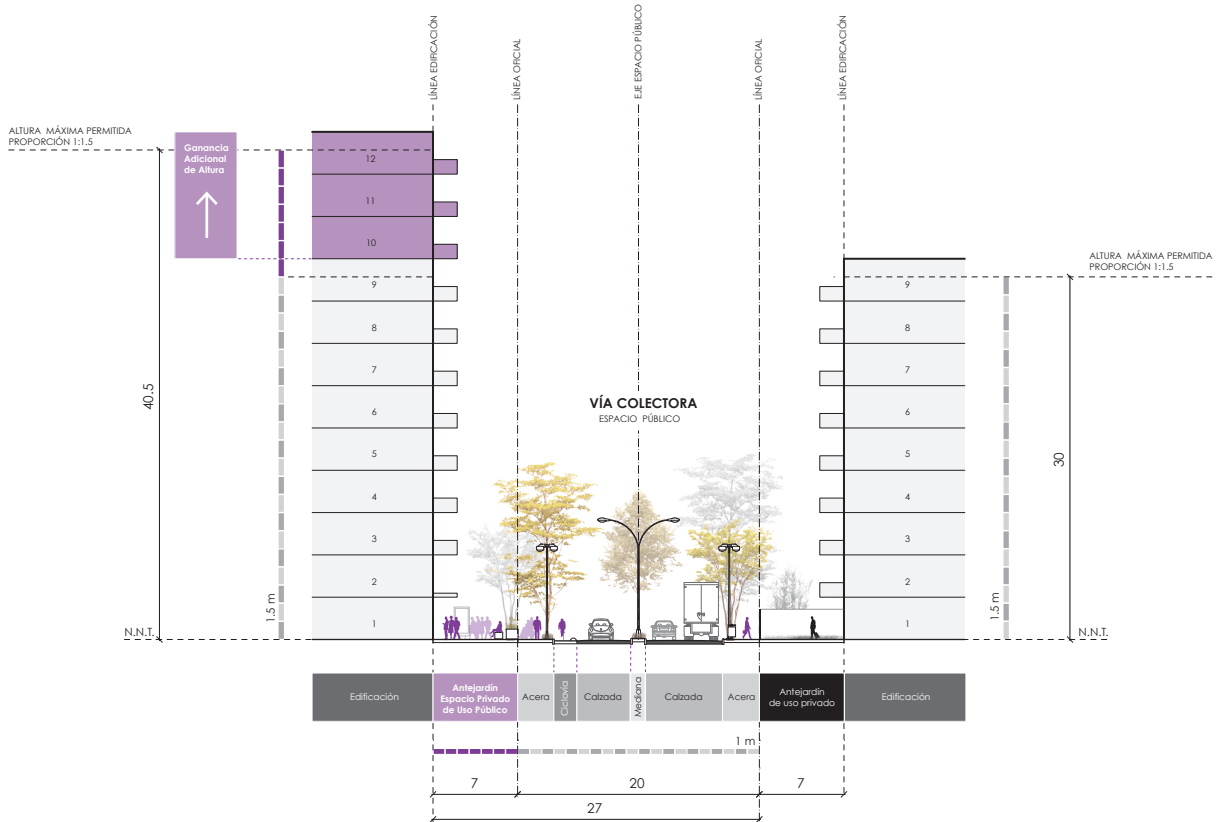 LÍNEA EDIFICACIÓN
LÍNEA OFICIAL
EJE ESPACIO PÚBLICO
LÍNEA OFICIAL
LÍNEA EDIFICACIÓN
ALTURA MÁXIMA PERMITIDA
PROPORCIÓN 1:1.5
Ganancia
Adicional
de Altura
12
11
10
9
8
7
6
5
4
3
2
1
40.5
1.5 m
N.N.T.
VÍA COLECTORA
ESPACIO PÚBLICO
ALTURA MÁXIMA PERMITIDA
PROPORCIÓN 1:1.5
9
8
7
6
5
4
3
2
1
30
1.5 m
N.N.T.
Edificación
Antejardín
Espacio Privado
de Uso Público
Acera
Ciclovía
Calzada
Mediana
Calzada
Acera
Antejardín
de uso privado
Edificación
1 m
7
20
7
27